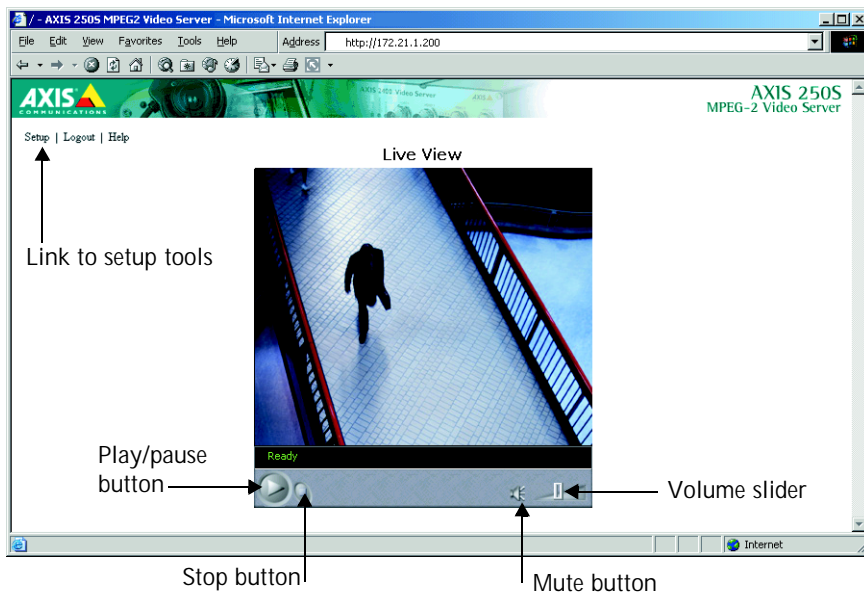 / - AXIS 250S MPEG2 Video Server - Microsoft Internet Explorer
File Edit View Favorites Tools Help Address http://172.21.1.200
AXIS
COMMUNICATIONS
AXIS 250S
MPEG-2 Video Server
Setup | Logout | Help
Live View
Link to setup tools
Ready
Play/pause
button
Volume slider
Internet
Stop button
Mute button